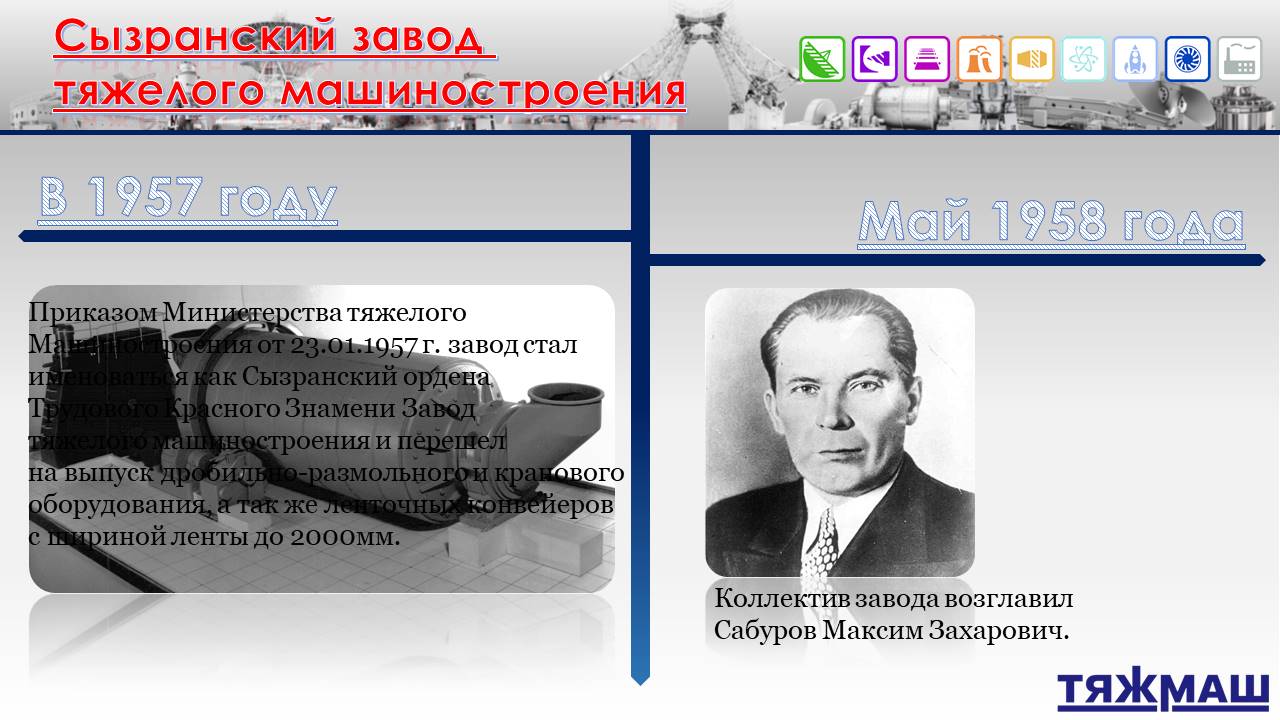 Сызранский завод
тяжелого машиностроения
В 1957 году
Приказом Министерства тяжелого
Машиностроения от 23.01.1957 г. завод стал
именоваться как Сызранский ордена
Трудового Красного Знамени Завод
тяжелого машиностроения и перешел
на выпуск дробильно-размольного и кранового
оборудования, а так же ленточных конвейеров
с шириной ленты до 2000мм.
Май 1958 года
Коллектив завода возглавил
Сабуров Максим Захарович.
ТЯЖМАШ